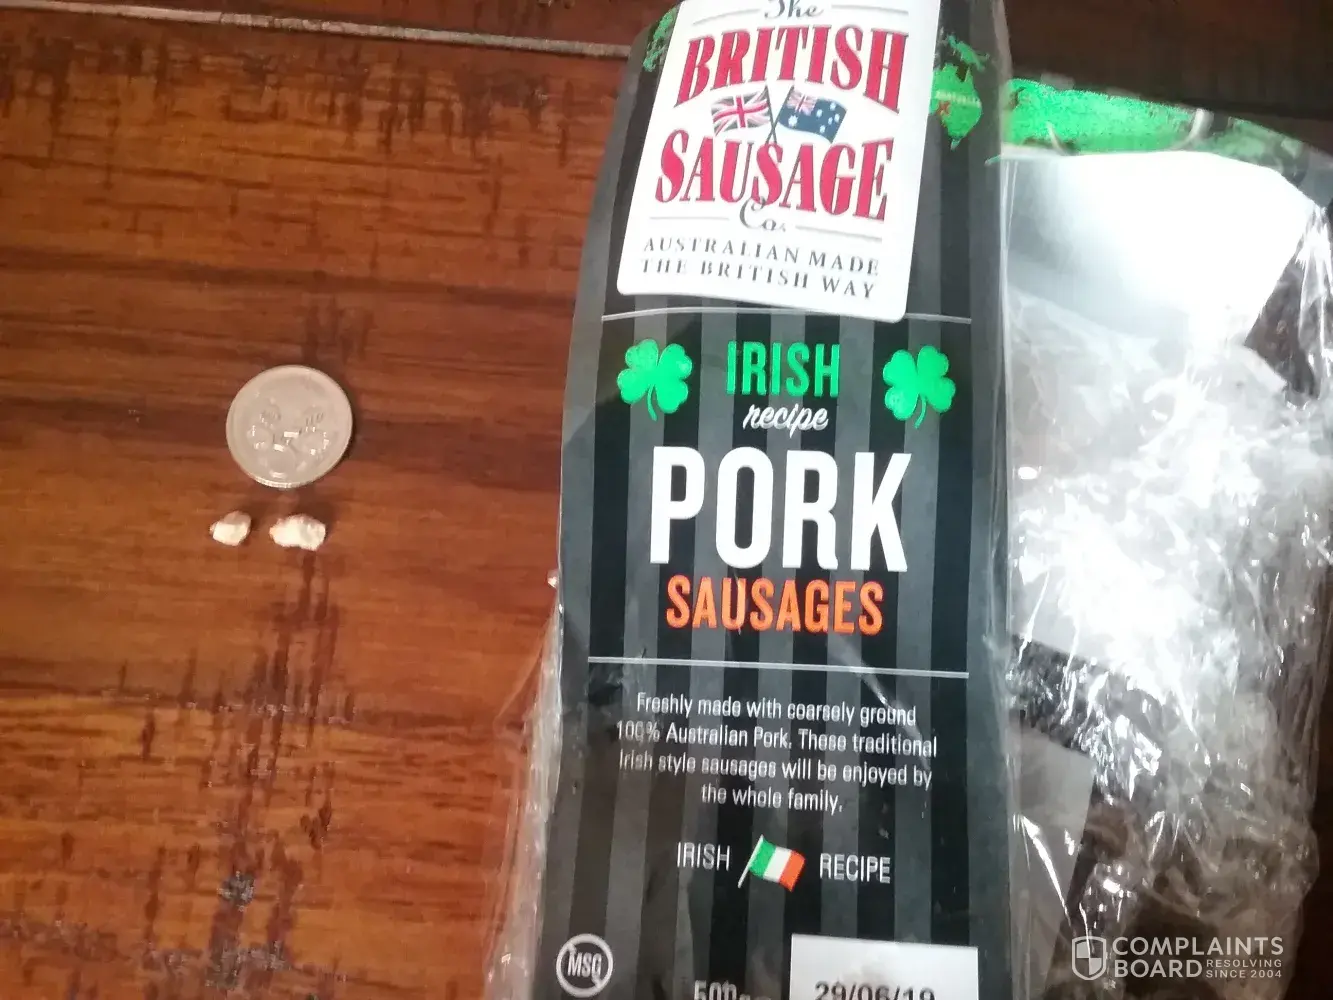 The
BRITISH
SAUSAGE
Co.
AUSTRALIAN MADE
THE BRITISH WAY
IRISH
recipe
PORK
SAUSAGES
Freshly made with coarsely ground
100% Australian Pork. These traditional
Irish style sausages will be enjoyed by
the whole family.
IRISH RECIPE
MSG
29/06/19
COMPLAINTS
BOARD RESOLVING
SINCE 2004